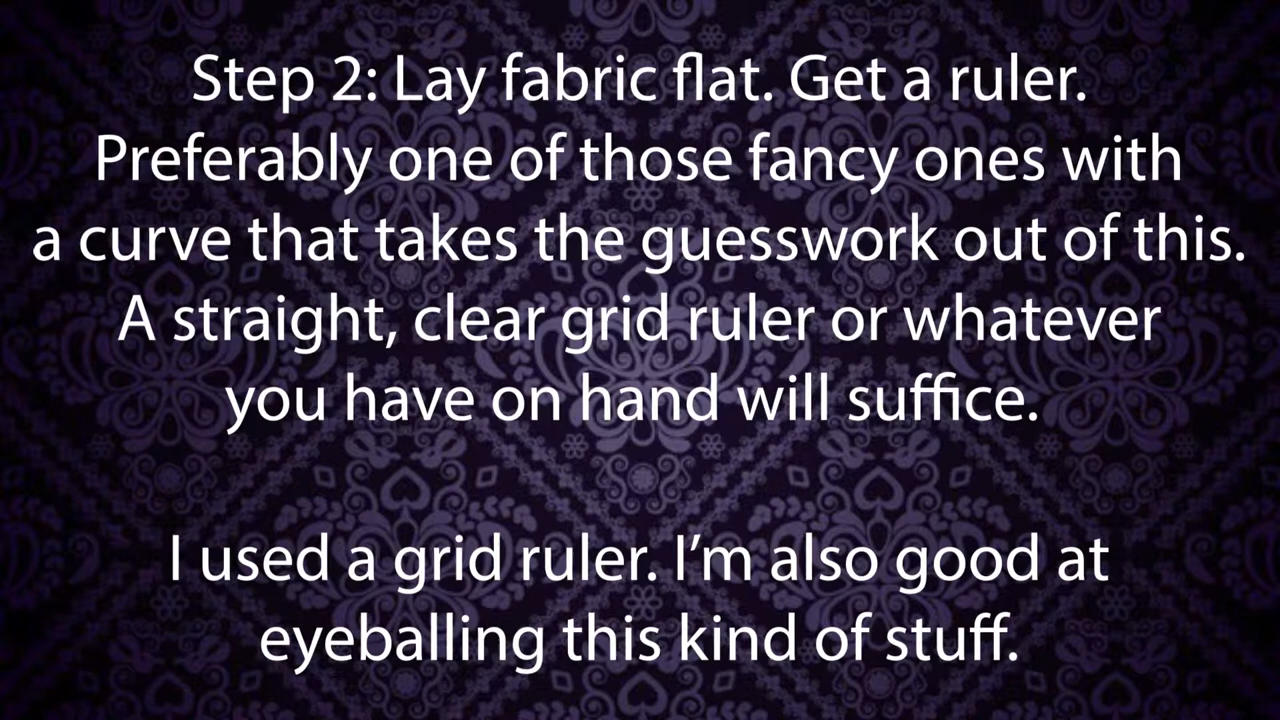 Step 2: Lay fabric flat. Get a ruler.
Preferably one of those fancy ones with
a curve that takes the guesswork out of this.
A straight, clear grid ruler or whatever
you have on hand will suffice.
I used a grid ruler. I’m also good at
eyeballing this kind of stuff.